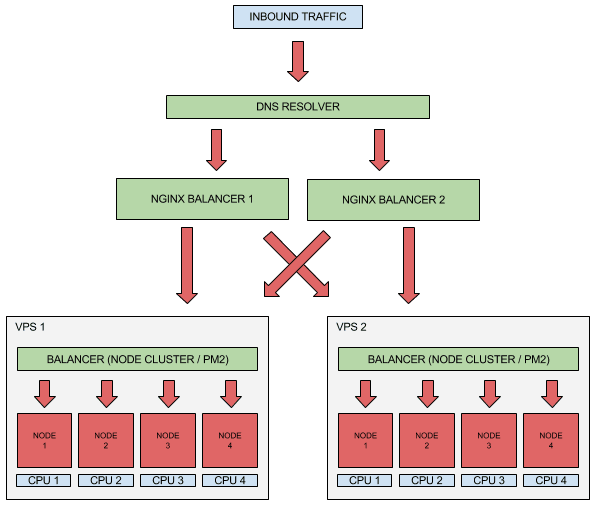 INBOUND TRAFFIC
DNS RESOLVER
NGINX BALANCER 1
NGINX BALANCER 2
VPS 1
BALANCER (NODE CLUSTER / PM2)
NODE
1
NODE
2
NODE
3
NODE
4
CPU 1
CPU 2
CPU 3
CPU 4
VPS 2
BALANCER (NODE CLUSTER / PM2)
NODE
1
NODE
2
NODE
3
NODE
4
CPU 1
CPU 2
CPU 3
CPU 4